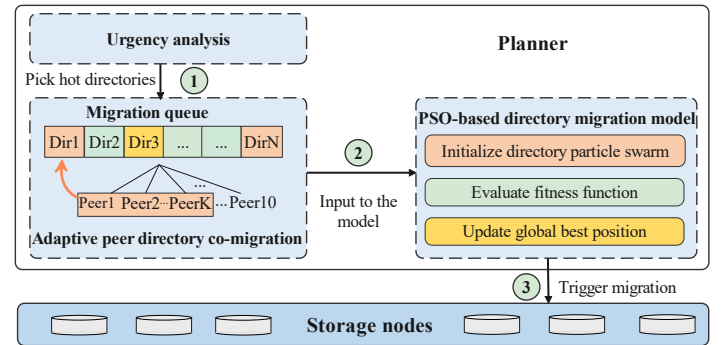 Urgency analysis
Planner
Pick hot directories
1
Migration queue
Dir1 Dir2 Dir3 ... ... DirN
...
Peer1 Peer2 ··· PeerK ··· Peer10
Adaptive peer directory co-migration
2
Input to the
model
PSO-based directory migration model
Initialize directory particle swarm
Evaluate fitness function
Update global best position
3
Trigger migration
Storage nodes